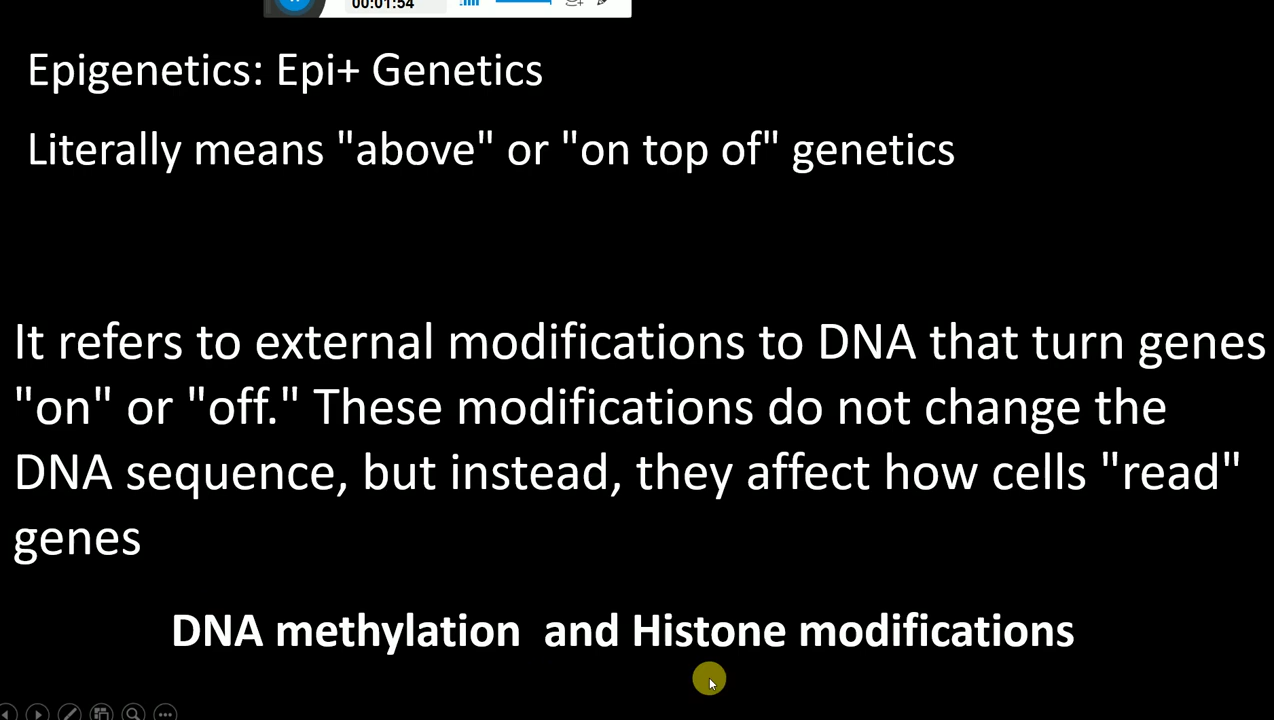 00:01:54
Epigenetics: Epi+ Genetics
Literally means "above" or "on top of" genetics
It refers to external modifications to DNA that turn genes
"on" or "off." These modifications do not change the
DNA sequence, but instead, they affect how cells "read"
genes
DNA methylation and Histone modifications